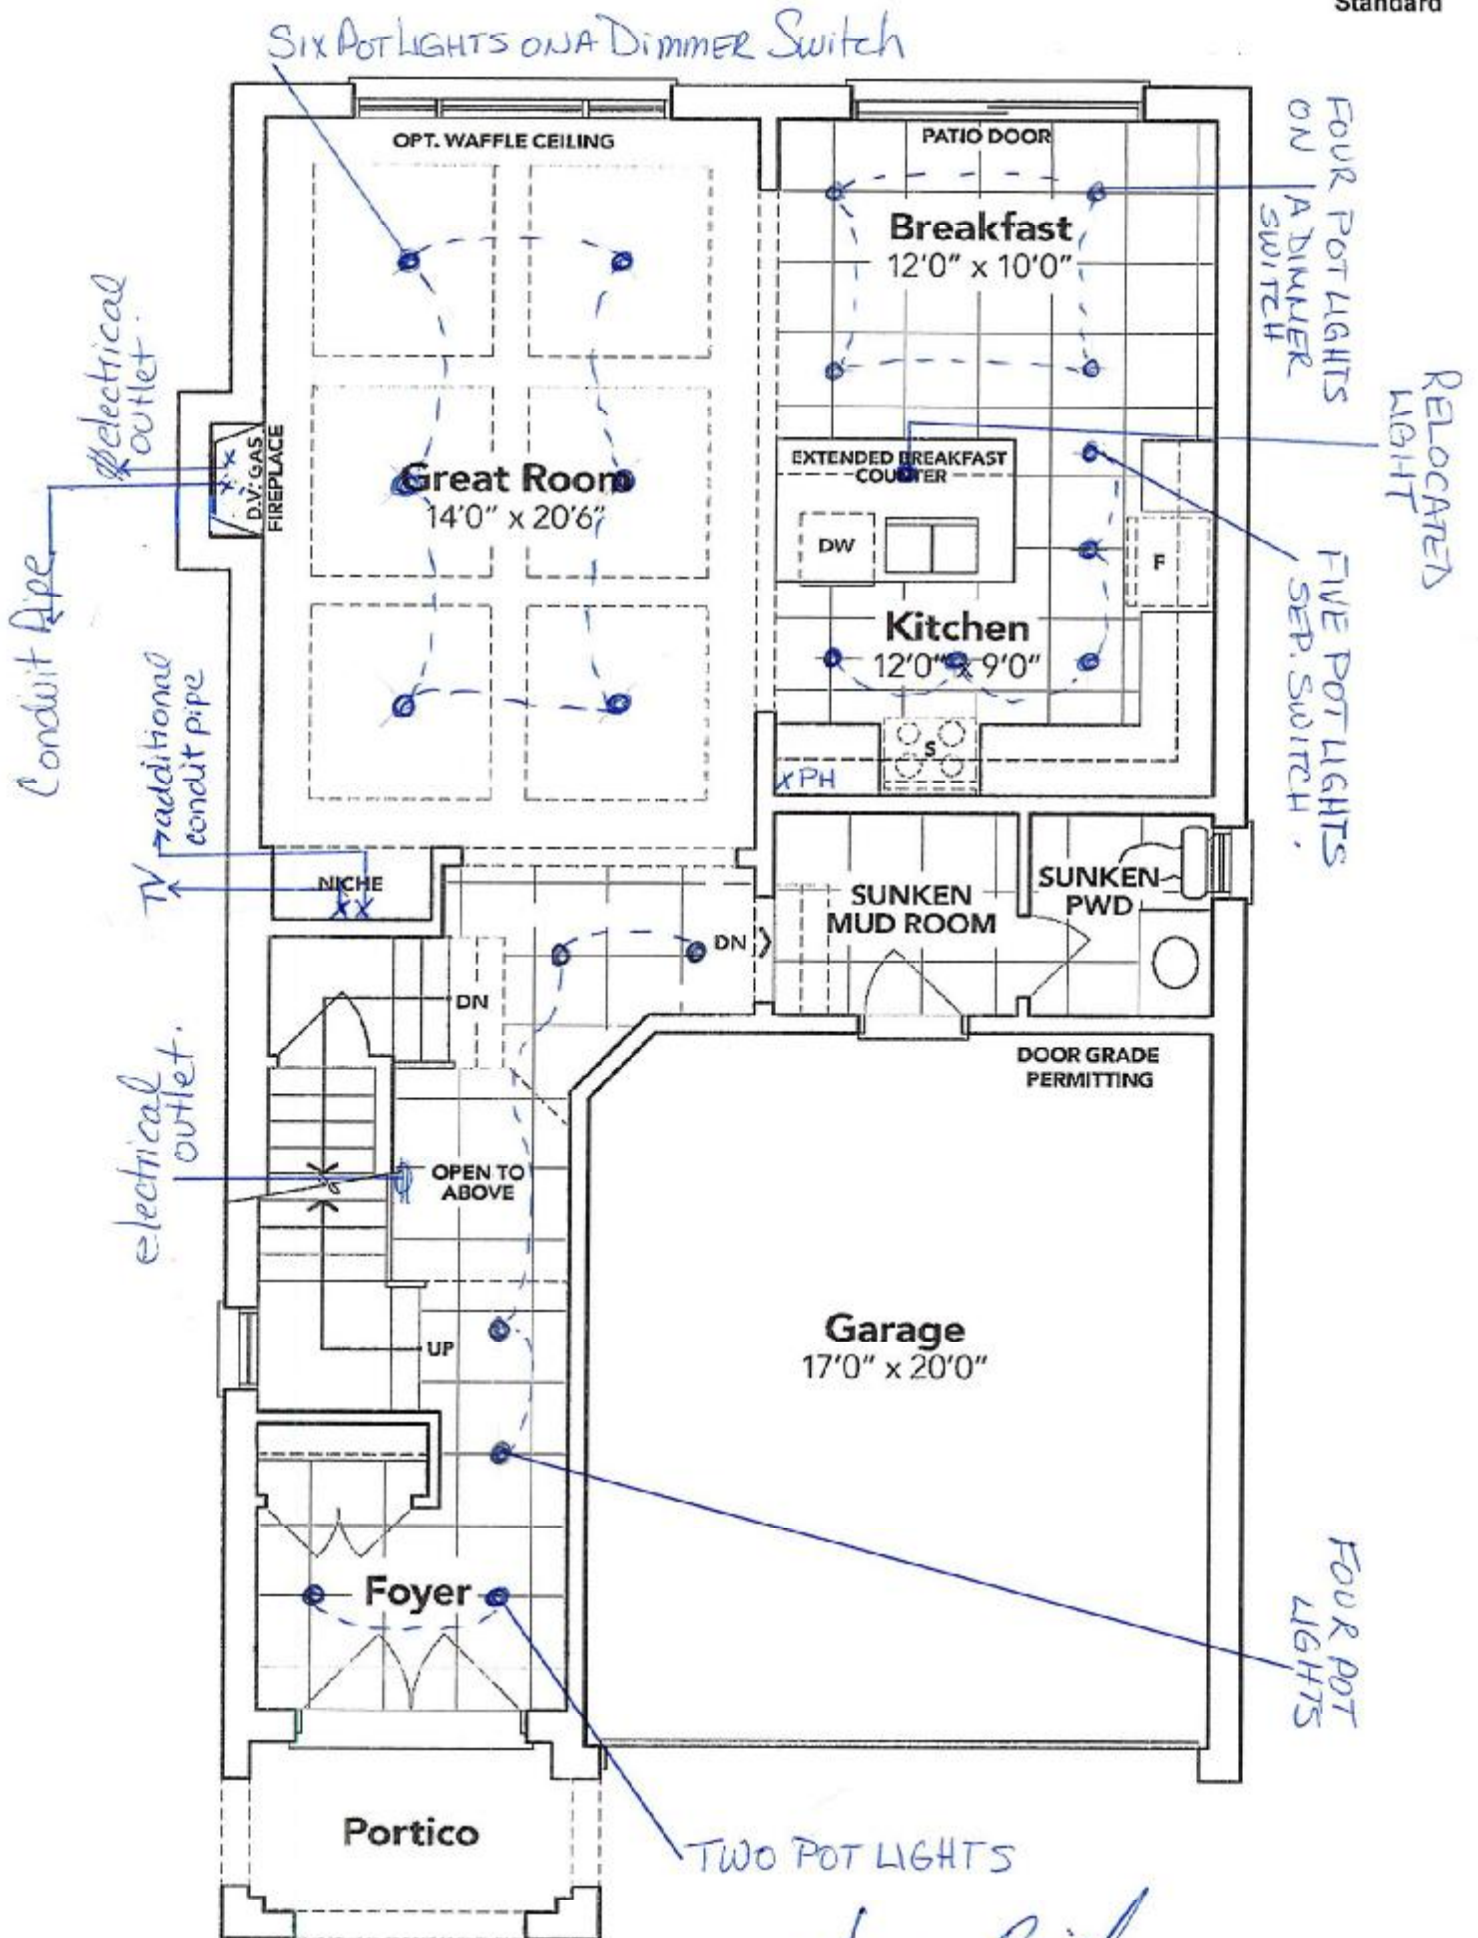 Standard
SIX POT LIGHTS ON A DIMMER Switch
OPT. WAFFLE CEILING
PATIO DOOR
FOUR POT LIGHTS
ON A DIMMER
SWITCH
Breakfast
12'0" x 10'0"
electrical
outlet.
RELOCATED
LIGHT
D.V. GAS
FIREPLACE
Great Room
14'0" x 20'6"
EXTENDED BREAKFAST
COUNTER
DW
F
Conduit Pipe
FIVE POT LIGHTS
SEP. SWITCH.
Kitchen
12'0" x 9'0"
additional
condit pipe
S
x PH
TV
NICHE
xx
SUNKEN
MUD ROOM
SUNKEN
PWD
DN
DN
DOOR GRADE
PERMITTING
electrical
outlet.
OPEN TO
ABOVE
UP
Garage
17'0" x 20'0"
Foyer
FOUR POT
LIGHTS
Portico
TWO POT LIGHTS